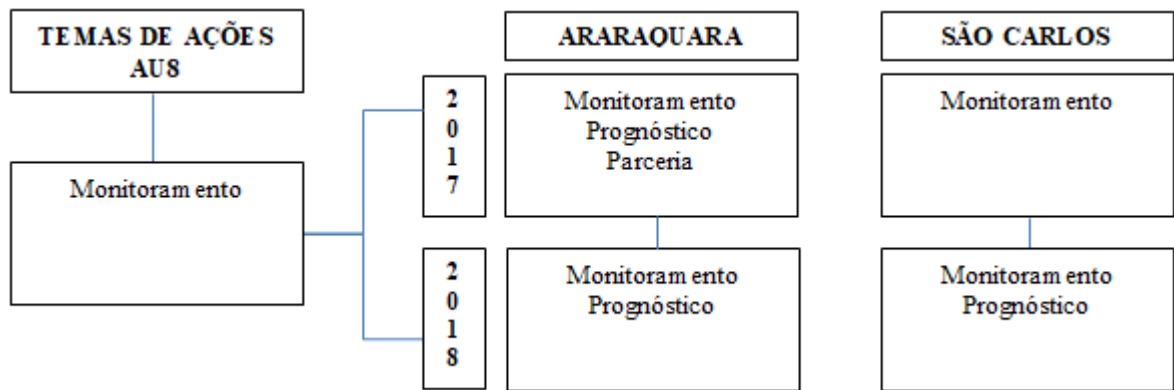 TEMAS DE AÇÕES
AU8
ARARAQUARA
SÃO CARLOS
Monitoramento
2
0
1
7
Monitoramento
Prognóstico
Parceria
Monitoramento
2
0
1
8
Monitoramento
Prognóstico
Monitoramento
Prognóstico